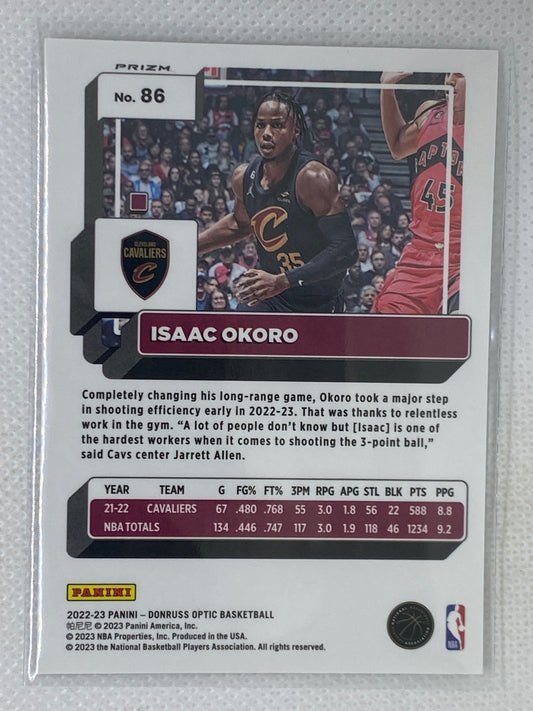 PRIZM
No. 86
RAPTOR
45
C
35
CLEVELAND
CAVALIERS
C
ISAAC OKORO
Completely changing his long-range game, Okoro took a major step
in shooting efficiency early in 2022-23. That was thanks to relentless
work in the gym. “A lot of people don’t know but [Isaac] is one of
the hardest workers when it comes to shooting the 3-point ball,”
said Cavs center Jarrett Allen.
YEAR TEAM G FG% FT% 3PM RPG APG STL BLK PTS PPG
21-22 CAVALIERS 67 .480 .768 55 3.0 1.8 56 22 588 8.8
NBA TOTALS 134 .446 .747 117 3.0 1.9 118 46 1234 9.2
PANINI
2022-23 PANINI – DONRUSS OPTIC BASKETBALL
帕尼尼 © 2023 Panini America, Inc.
© 2023 NBA Properties, Inc. Produced in the USA.
© 2023 the National Basketball Players Association. All rights reserved.
NBA